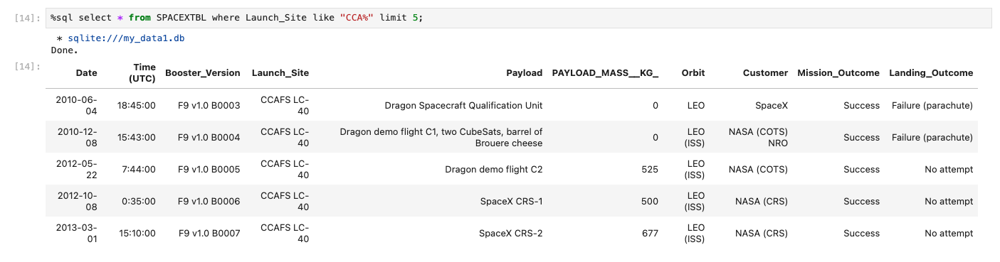 [14]: %sql select * from SPACEXTBL where Launch_Site like "CCA%" limit 5;
* sqlite:///my_data1.db
Done.
[14]:
Date Time (UTC) Booster_Version Launch_Site Payload PAYLOAD_MASS__KG_ Orbit Customer Mission_Outcome Landing_Outcome
2010-06-04 18:45:00 F9 v1.0 B0003 CCAFS LC-40 Dragon Spacecraft Qualification Unit 0 LEO SpaceX Success Failure (parachute)
2010-12-08 15:43:00 F9 v1.0 B0004 CCAFS LC-40 Dragon demo flight C1, two CubeSats, barrel of Brouere cheese 0 LEO (ISS) NASA (COTS) NRO Success Failure (parachute)
2012-05-22 7:44:00 F9 v1.0 B0005 CCAFS LC-40 Dragon demo flight C2 525 LEO (ISS) NASA (COTS) Success No attempt
2012-10-08 0:35:00 F9 v1.0 B0006 CCAFS LC-40 SpaceX CRS-1 500 LEO (ISS) NASA (CRS) Success No attempt
2013-03-01 15:10:00 F9 v1.0 B0007 CCAFS LC-40 SpaceX CRS-2 677 LEO (ISS) NASA (CRS) Success No attempt